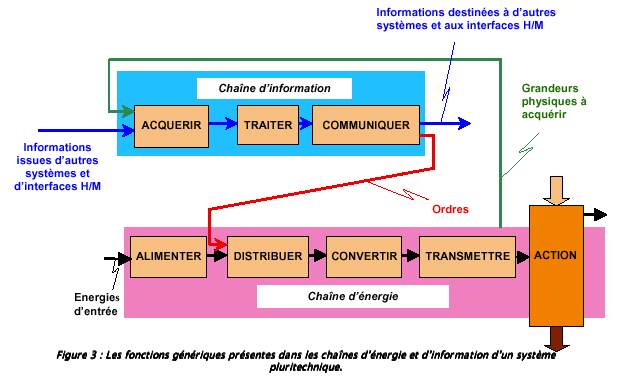 Informations destinées à d'autres
systèmes et aux interfaces H/M
Chaîne d'information
Grandeurs
physiques à
acquérir
ACQUERIR
TRAITER
COMMUNIQUER
Informations
issues d'autres
systèmes et
d'interfaces H/M
Ordres
ALIMENTER
DISTRIBUER
CONVERTIR
TRANSMETTRE
ACTION
Energies
d'entrée
Chaîne d'énergie
Figure 3 : Les fonctions génériques présentes dans les chaînes d'énergie et d'information d'un système
pluritechnique.